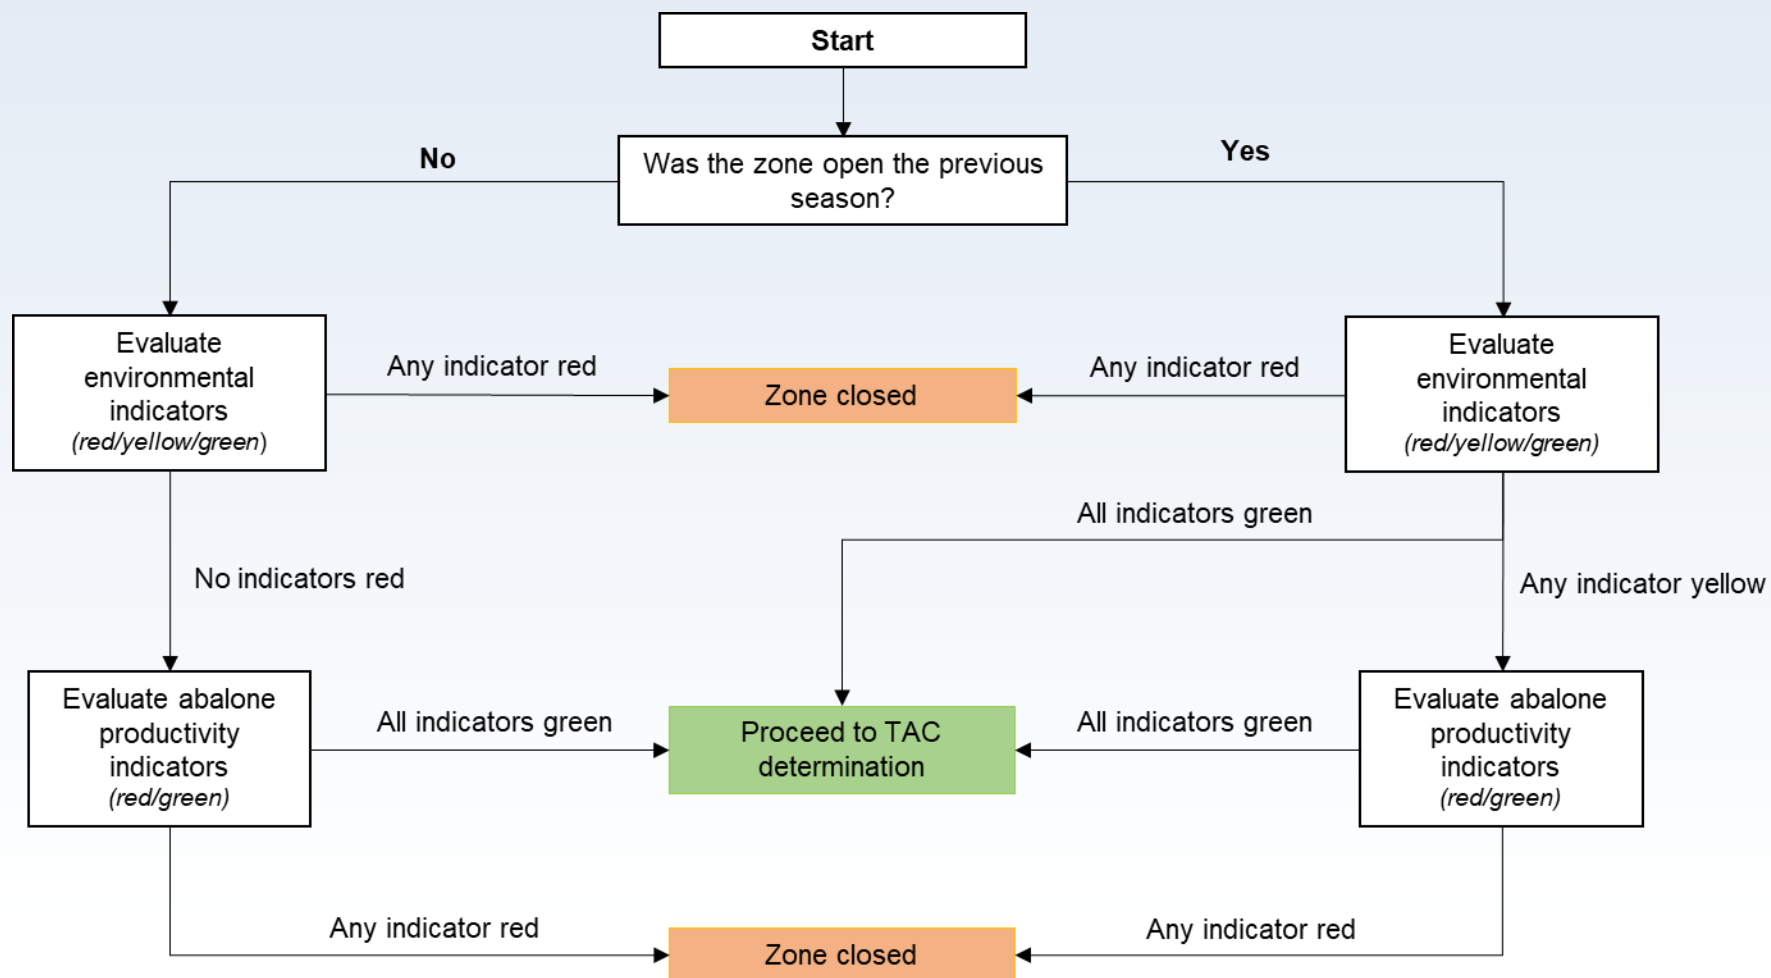 Start
No
Yes
Was the zone open the previous
season?
Evaluate
environmental
indicators
(red/yellow/green)
Any indicator red
Zone closed
Any indicator red
Evaluate
environmental
indicators
(red/yellow/green)
All indicators green
No indicators red
Any indicator yellow
Evaluate abalone
productivity
indicators
(red/green)
All indicators green
Proceed to TAC
determination
All indicators green
Evaluate abalone
productivity
indicators
(red/green)
Any indicator red
Zone closed
Any indicator red